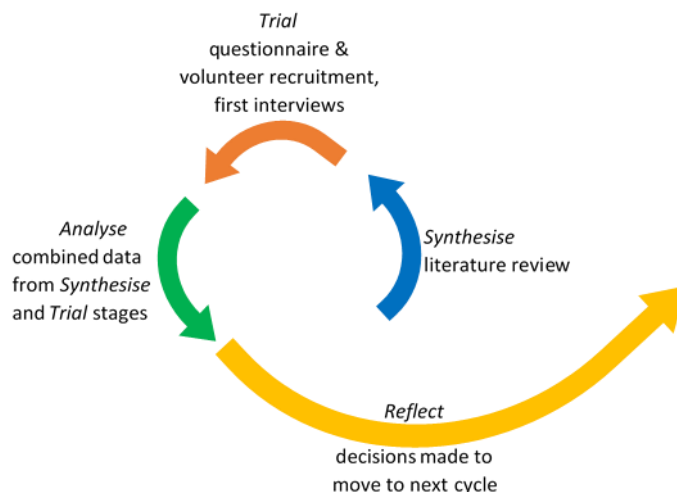 Trial
questionnaire &
volunteer recruitment,
first interviews
Analyse
combined data
from Synthesise
and Trial stages
Synthesise
literature review
Reflect
decisions made to
move to next cycle